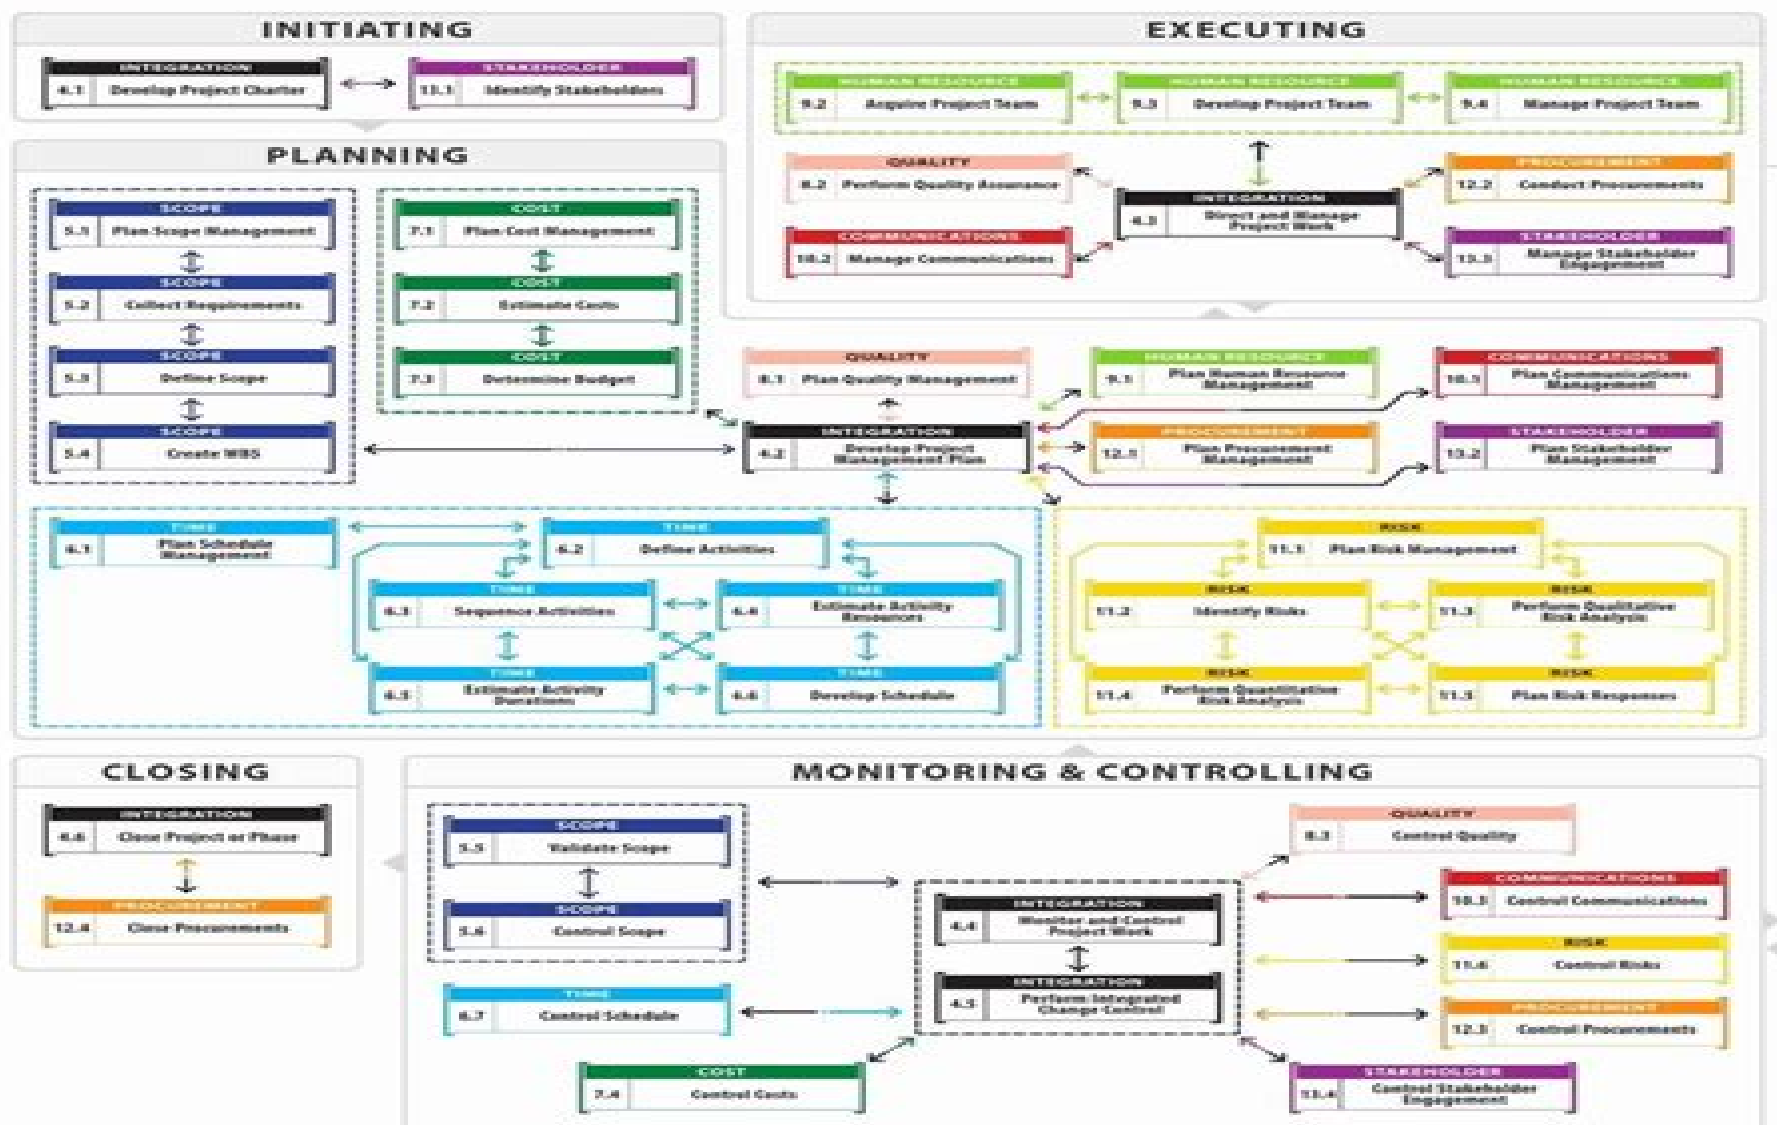 INITIATING
INTEGRATION
4.1 Develop Project Charter
STAKEHOLDER
13.1 Identify Stakeholders
EXECUTING
HUMAN RESOURCE
9.2 Acquire Project Team
HUMAN RESOURCE
9.3 Develop Project Team
HUMAN RESOURCE
9.4 Manage Project Team
QUALITY
8.2 Perform Quality Assurance
PROCUREMENT
12.2 Conduct Procurements
INTEGRATION
4.3 Direct and Manage
Project Work
COMMUNICATIONS
10.2 Manage Communications
STAKEHOLDER
13.3 Manage Stakeholder
Engagement
PLANNING
SCOPE
5.1 Plan Scope Management
SCOPE
5.2 Collect Requirements
SCOPE
5.3 Define Scope
SCOPE
5.4 Create WBS
COST
7.1 Plan Cost Management
COST
7.2 Estimate Costs
COST
7.3 Determine Budget
QUALITY
8.1 Plan Quality Management
HUMAN RESOURCE
9.1 Plan Human Resource
Management
COMMUNICATIONS
10.1 Plan Communications
Management
INTEGRATION
4.2 Develop Project
Management Plan
PROCUREMENT
12.1 Plan Procurement
Management
STAKEHOLDER
13.2 Plan Stakeholder
Management
TIME
6.1 Plan Schedule
Management
TIME
6.2 Define Activities
TIME
6.3 Sequence Activities
TIME
6.4 Estimate Activity
Resources
TIME
6.5 Estimate Activity
Durations
TIME
6.6 Develop Schedule
RISK
11.1 Plan Risk Management
RISK
11.2 Identify Risks
RISK
11.3 Perform Qualitative
Risk Analysis
RISK
11.4 Perform Quantitative
Risk Analysis
RISK
11.5 Plan Risk Responses
CLOSING
INTEGRATION
4.6 Close Project or Phase
PROCUREMENT
12.4 Close Procurements
MONITORING & CONTROLLING
SCOPE
5.5 Validate Scope
SCOPE
5.6 Control Scope
TIME
6.7 Control Schedule
COST
7.4 Control Costs
INTEGRATION
4.4 Monitor and Control
Project Work
INTEGRATION
4.5 Perform Integrated
Change Control
QUALITY
8.3 Control Quality
COMMUNICATIONS
10.3 Control Communications
RISK
11.6 Control Risks
PROCUREMENT
12.3 Control Procurements
STAKEHOLDER
13.4 Control Stakeholder
Engagement